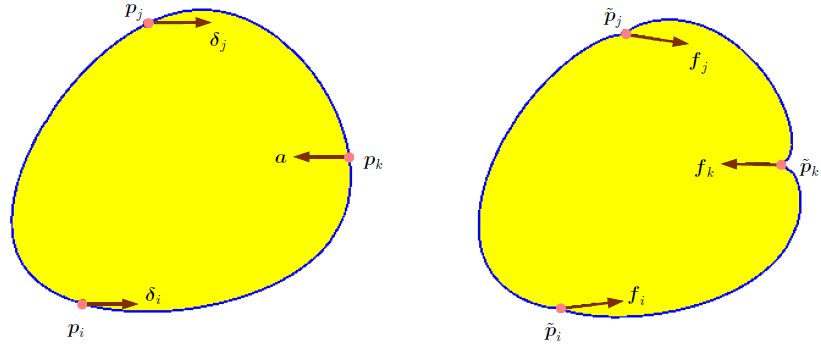 p_j
δ_j
a
p_k
δ_i
p_i
p̃_j
f_j
f_k
p̃_k
f_i
p̃_i